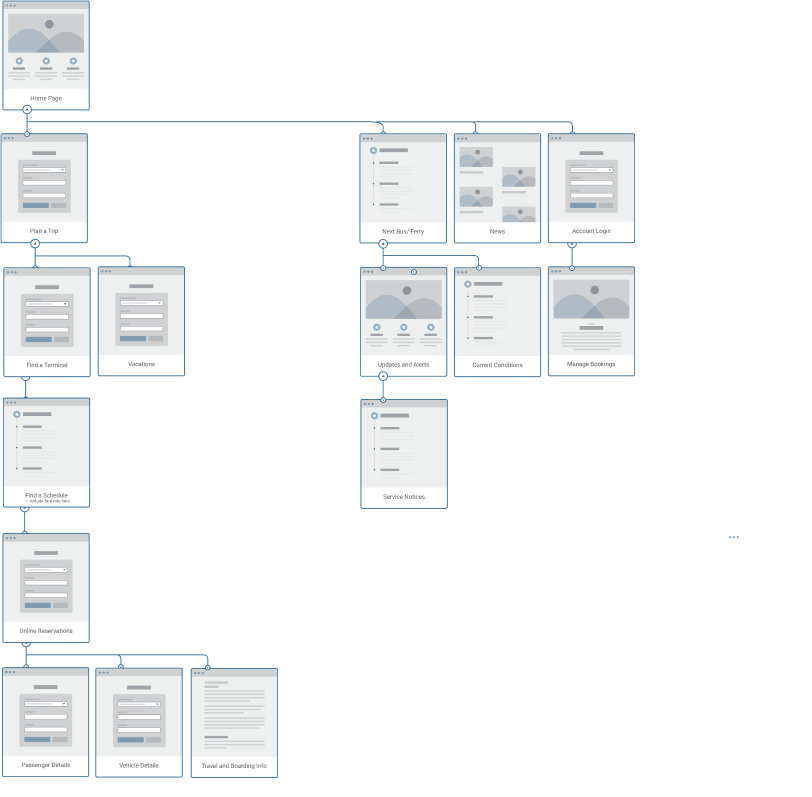 Home Page
Plan a Trip
Next Bus/ Ferry
News
Account Login
Find a Terminal
Vacations
Updates and Alerts
Current Conditions
Manage Bookings
Find a Schedule
• Include fare rate here
Service Notices
Online Reservations
Passenger Details
Vehicle Details
Travel and Boarding Info